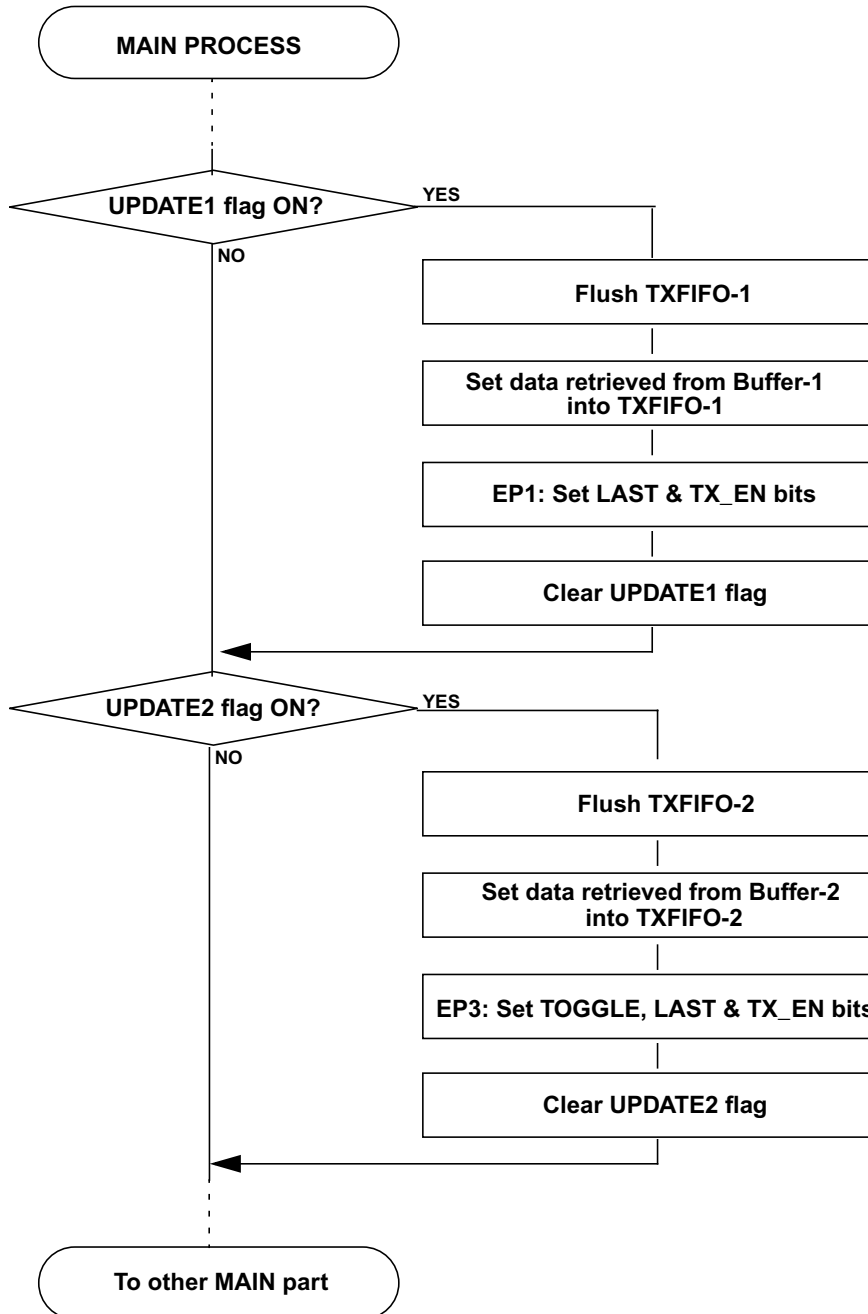 MAIN PROCESS
UPDATE1 flag ON?
YES
NO
Flush TXFIFO-1
Set data retrieved from Buffer-1
into TXFIFO-1
EP1: Set LAST & TX_EN bits
Clear UPDATE1 flag
UPDATE2 flag ON?
YES
NO
Flush TXFIFO-2
Set data retrieved from Buffer-2
into TXFIFO-2
EP3: Set TOGGLE, LAST & TX_EN bits
Clear UPDATE2 flag
To other MAIN part